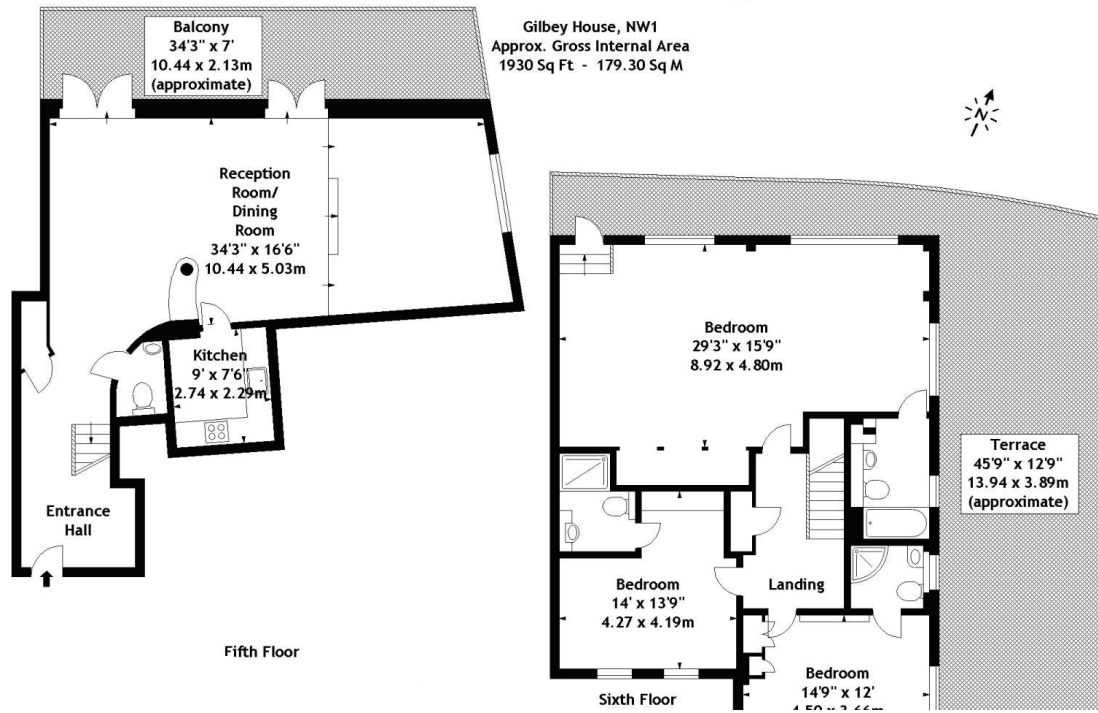 Balcony
34'3" x 7'
10.44 x 2.13m
(approximate)
Gilbey House, NW1
Approx. Gross Internal Area
1930 Sq Ft - 179.30 Sq M
N
Reception
Room/
Dining
Room
34'3" x 16'6"
10.44 x 5.03m
Kitchen
9' x 7'6"
2.74 x 2.29m
Entrance
Hall
Fifth Floor
Bedroom
29'3" x 15'9"
8.92 x 4.80m
Terrace
45'9" x 12'9"
13.94 x 3.89m
(approximate)
Bedroom
14' x 13'9"
4.27 x 4.19m
Landing
Sixth Floor
Bedroom
14'9" x 12'
4.50 x 3.66m